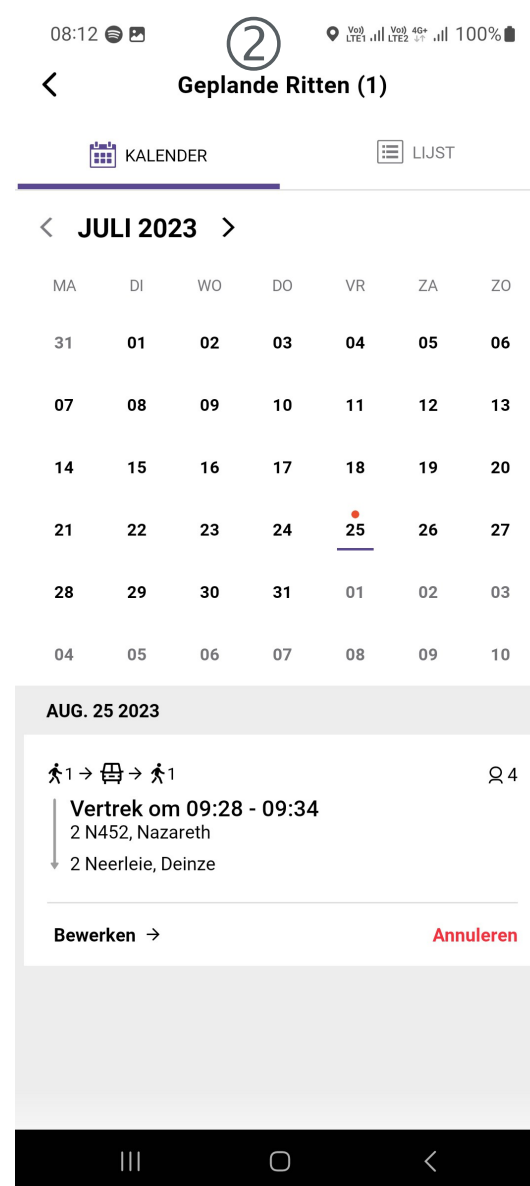 08:12 Vo) LTE1 Vo) LTE2 4G+ 100%
2
Geplande Ritten (1)
KALENDER LIJST
JULI 2023
MA DI WO DO VR ZA ZO
31 01 02 03 04 05 06
07 08 09 10 11 12 13
14 15 16 17 18 19 20
21 22 23 24 25 26 27
28 29 30 31 01 02 03
04 05 06 07 08 09 10
AUG. 25 2023
1 → → 1 4
Vertrek om 09:28 - 09:34
2 N452, Nazareth
2 Neerleie, Deinze
Bewerken → Annuleren